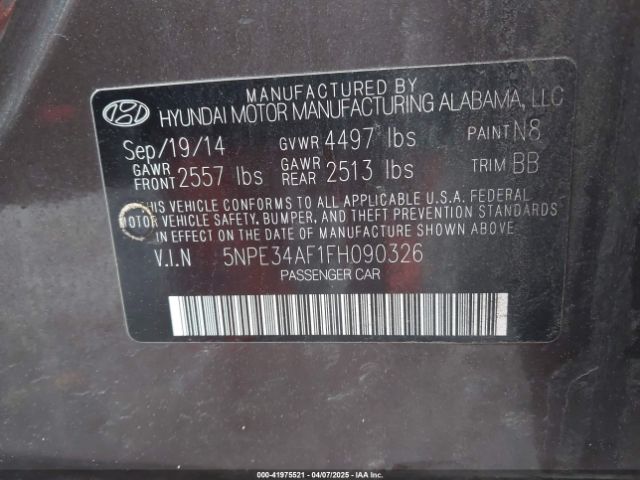 MANUFACTURED BY
HYUNDAI MOTOR MANUFACTURING ALABAMA, LLC
Sep/19/14 GVWR 4497 lbs PAINT N8
GAWR FRONT 2557 lbs GAWR REAR 2513 lbs TRIM BB
THIS VEHICLE CONFORMS TO ALL APPLICABLE U.S.A. FEDERAL
MOTOR VEHICLE SAFETY, BUMPER, AND THEFT PREVENTION STANDARDS
IN EFFECT ON THE DATE OF MANUFACTURE SHOWN ABOVE.
V.I.N 5NPE34AF1FH090326
PASSENGER CAR
000-41975521 | 04/07/2025 - IAAI.COM